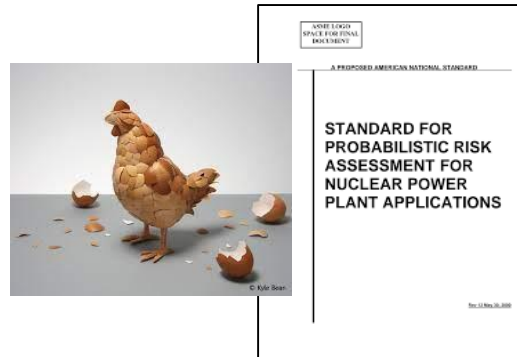 ASME LOGO
SPACE FOR FINAL
DOCUMENT
A PROPOSED AMERICAN NATIONAL STANDARD
STANDARD FOR
PROBABILISTIC RISK
ASSESSMENT FOR
NUCLEAR POWER
PLANT APPLICATIONS
© Kyle Bean